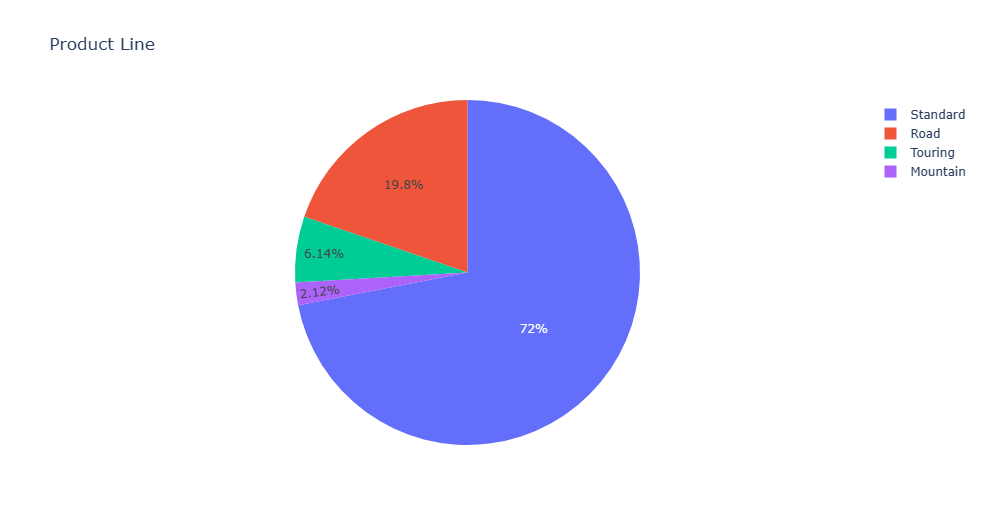 Product Line
Standard
Road
Touring
Mountain
19.8%
6.14%
2.12%
72%